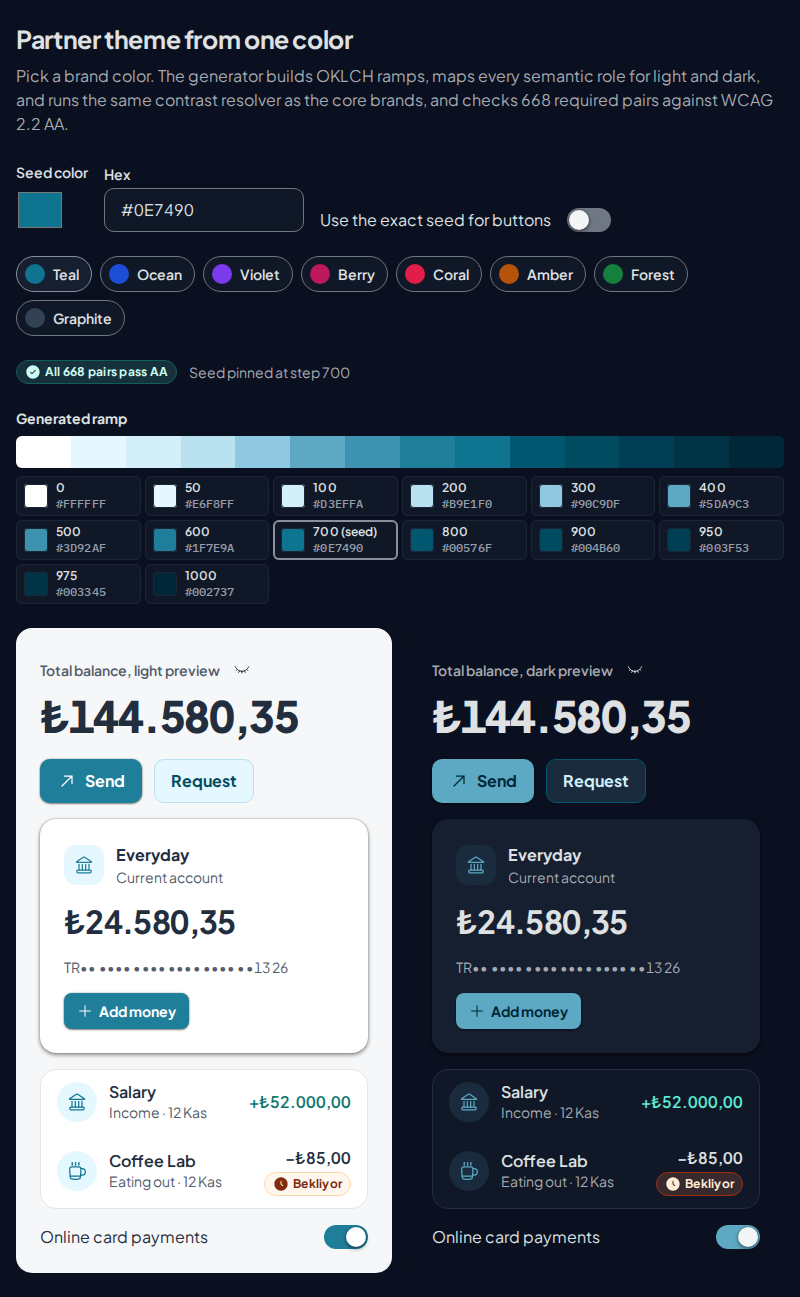 Partner theme from one color
Pick a brand color. The generator builds OKLCH ramps, maps every semantic role for light and dark,
and runs the same contrast resolver as the core brands, and checks 668 required pairs against WCAG
2.2 AA.
Seed color
Hex
#0E7490
Use the exact seed for buttons
Teal
Ocean
Violet
Berry
Coral
Amber
Forest
Graphite
All 668 pairs pass AA
Seed pinned at step 700
Generated ramp
0
#FFFFFF
50
#E6F8FF
100
#D3EFFA
200
#B9E1F0
300
#90C9DF
400
#5DA9C3
500
#3D92AF
600
#1F7E9A
700 (seed)
#0E7490
800
#00576F
900
#004B60
950
#003F53
975
#003345
1000
#002737
Total balance, light preview
₺144.580,35
Send
Request
Everyday
Current account
₺24.580,35
TR•• •••• •••• •••• •••• ••1326
Add money
Salary
Income · 12 Kas
+₺52.000,00
Coffee Lab
Eating out · 12 Kas
−₺85,00
Bekliyor
Online card payments
Total balance, dark preview
₺144.580,35
Send
Request
Everyday
Current account
₺24.580,35
TR•• •••• •••• •••• •••• ••1326
Add money
Salary
Income · 12 Kas
+₺52.000,00
Coffee Lab
Eating out · 12 Kas
−₺85,00
Bekliyor
Online card payments